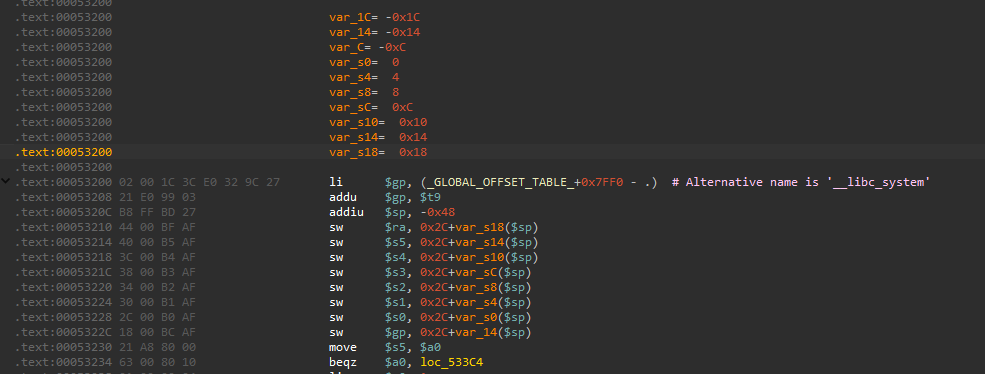 .text:00053200
.text:00053200 var_1C= -0x1C
.text:00053200 var_14= -0x14
.text:00053200 var_C= -0xC
.text:00053200 var_s0= 0
.text:00053200 var_s4= 4
.text:00053200 var_s8= 8
.text:00053200 var_sC= 0xC
.text:00053200 var_s10= 0x10
.text:00053200 var_s14= 0x14
.text:00053200 var_s18= 0x18
.text:00053200
.text:00053200 02 00 1C 3C E0 32 9C 27 li $gp, (_GLOBAL_OFFSET_TABLE_+0x7FF0 - .) # Alternative name is '__libc_system'
.text:00053208 21 E0 99 03 addu $gp, $t9
.text:0005320C B8 FF BD 27 addiu $sp, -0x48
.text:00053210 44 00 BF AF sw $ra, 0x2C+var_s18($sp)
.text:00053214 40 00 B5 AF sw $s5, 0x2C+var_s14($sp)
.text:00053218 3C 00 B4 AF sw $s4, 0x2C+var_s10($sp)
.text:0005321C 38 00 B3 AF sw $s3, 0x2C+var_sC($sp)
.text:00053220 34 00 B2 AF sw $s2, 0x2C+var_s8($sp)
.text:00053224 30 00 B1 AF sw $s1, 0x2C+var_s4($sp)
.text:00053228 2C 00 B0 AF sw $s0, 0x2C+var_s0($sp)
.text:0005322C 18 00 BC AF sw $gp, 0x2C+var_14($sp)
.text:00053230 21 A8 80 00 move $s5, $a0
.text:00053234 63 00 80 10 beqz $a0, loc_533C4